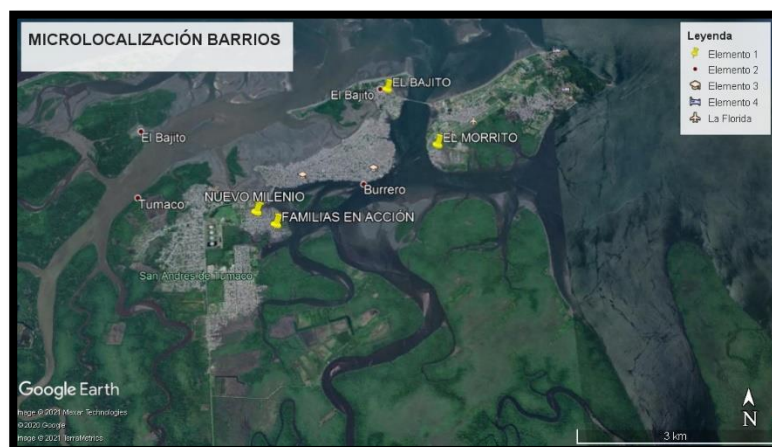 MICROLOCALIZACIÓN BARRIOS
Leyenda
Elemento 1
Elemento 2
Elemento 3
Elemento 4
La Florida
EL BAJITO
El Bajito
El Bajito
EL MORRITO
Burrero
Tumaco
NUEVO MILENIO
FAMILIAS EN ACCIÓN
San Andrés de Tumaco
Google Earth
Image © 2021 Maxar Technologies
© 2020 Google
Image © 2021 TerraMetrics
N
3 km